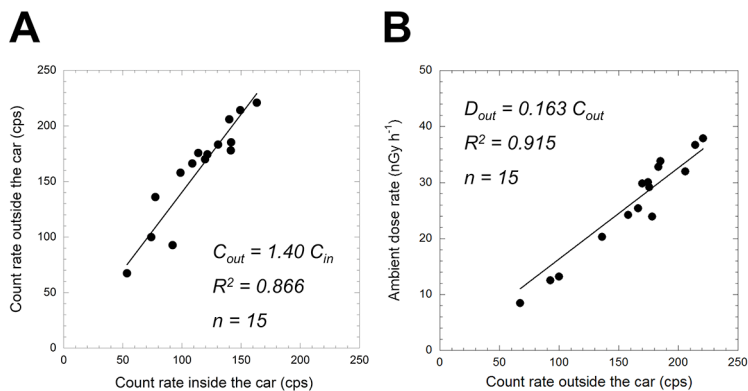 A
250
200
150
100
50
0
0 50 100 150 200 250
Count rate outside the car (cps)
Count rate inside the car (cps)
C_out = 1.40 C_in
R² = 0.866
n = 15
B
50
40
30
20
10
0
0 50 100 150 200 250
Ambient dose rate (nGy h⁻¹)
Count rate outside the car (cps)
D_out = 0.163 C_out
R² = 0.915
n = 15